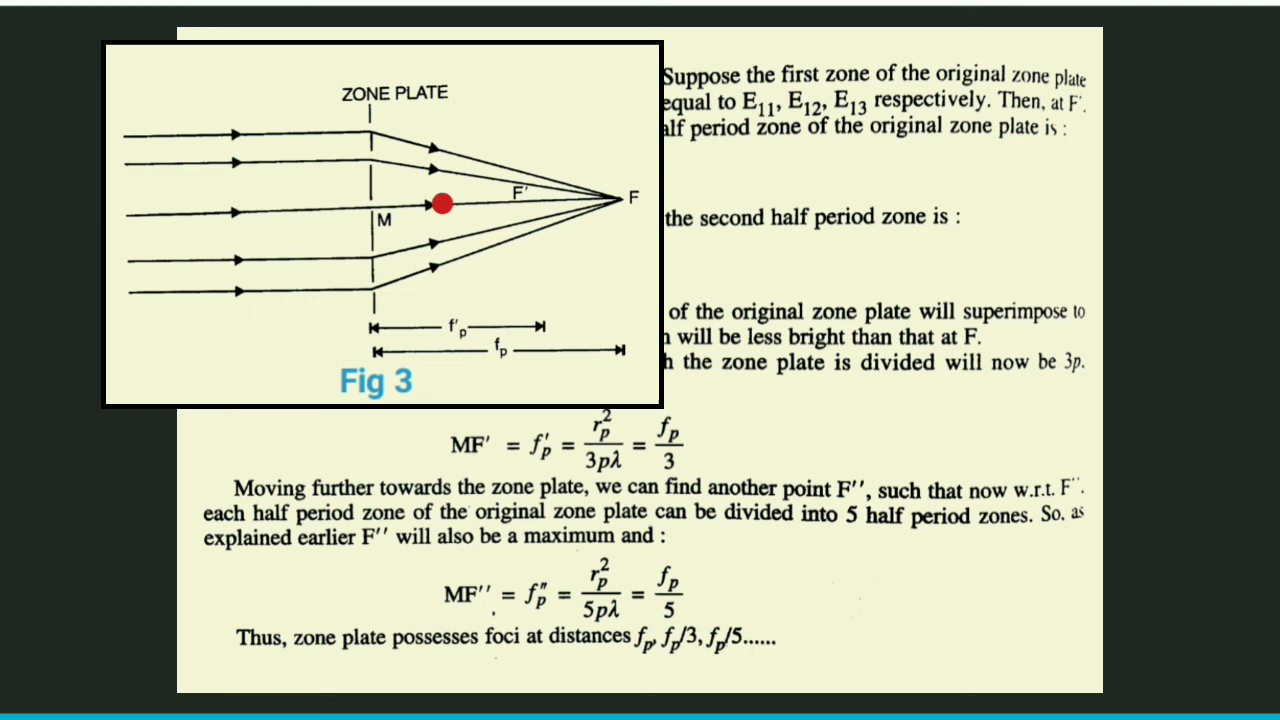 ZONE PLATE
F'
F
M
f'p
fp
Fig 3
Suppose the first zone of the original zone plate
equal to E11, E12, E13 respectively. Then, at F'.
half period zone of the original zone plate is :
the second half period zone is :
of the original zone plate will superimpose to
will be less bright than that at F.
the zone plate is divided will now be 3p.
MF' = f'p = r²p/3pλ = fp/3
Moving further towards the zone plate, we can find another point F'', such that now w.r.t. F''.
each half period zone of the original zone plate can be divided into 5 half period zones. So, as
explained earlier F'' will also be a maximum and :
MF'' = f''p = r²p/5pλ = fp/5
Thus, zone plate possesses foci at distances fp, fp/3, fp/5......